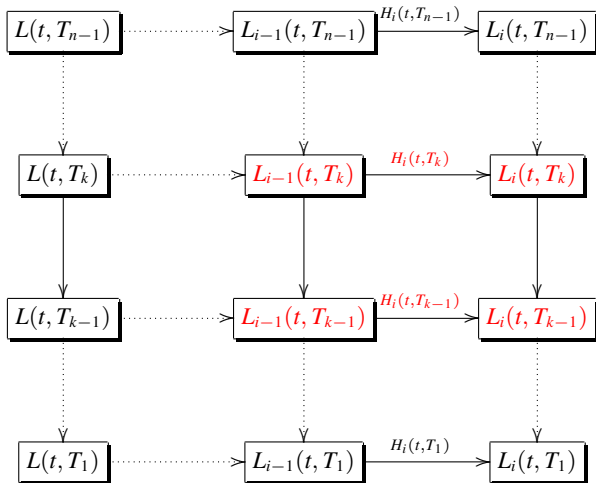 H_i(t,T_{n−1})
L(t,T_{n−1}) L_{i−1}(t,T_{n−1}) L_i(t,T_{n−1})
H_i(t,T_k)
L(t,T_k) L_{i−1}(t,T_k) L_i(t,T_k)
H_i(t,T_{k−1})
L(t,T_{k−1}) L_{i−1}(t,T_{k−1}) L_i(t,T_{k−1})
H_i(t,T_1)
L(t,T_1) L_{i−1}(t,T_1) L_i(t,T_1)